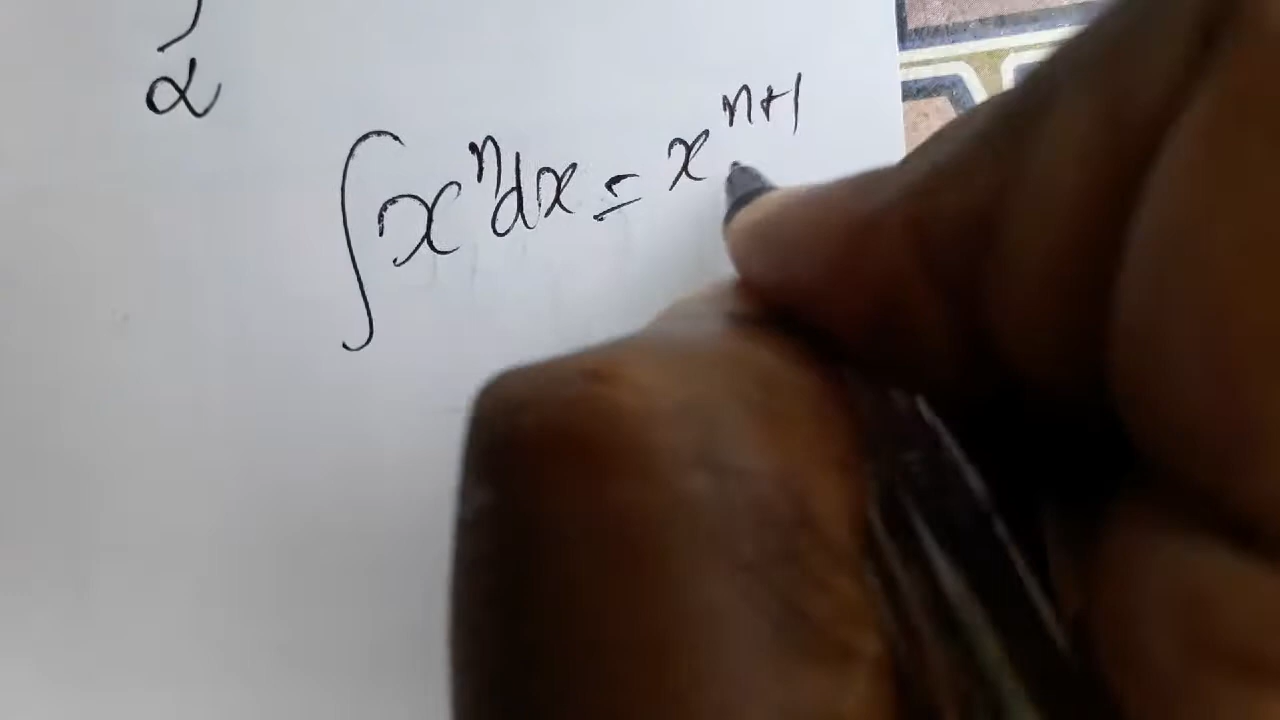 α
∫xⁿdx = xⁿ⁺¹